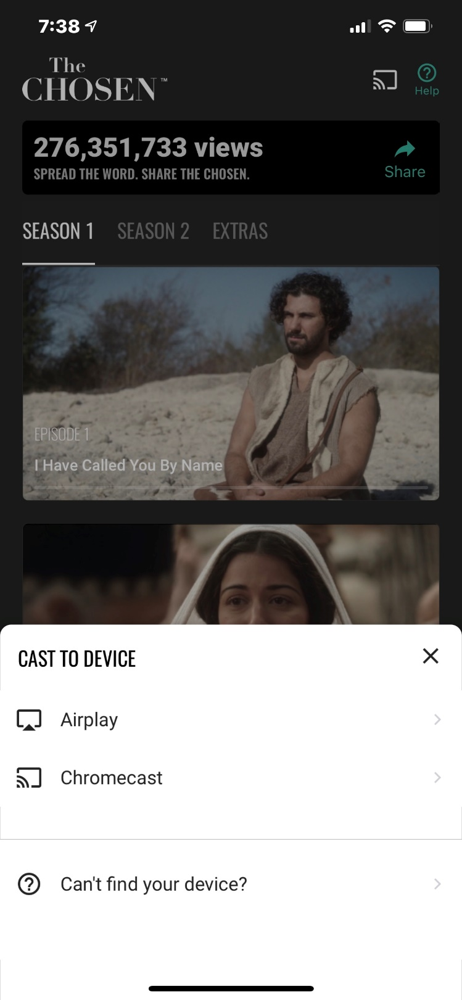 7:38
The
CHOSEN™
Help
276,351,733 views
SPREAD THE WORD. SHARE THE CHOSEN.
Share
SEASON 1 SEASON 2 EXTRAS
EPISODE 1
I Have Called You By Name
CAST TO DEVICE
Airplay
Chromecast
Can't find your device?